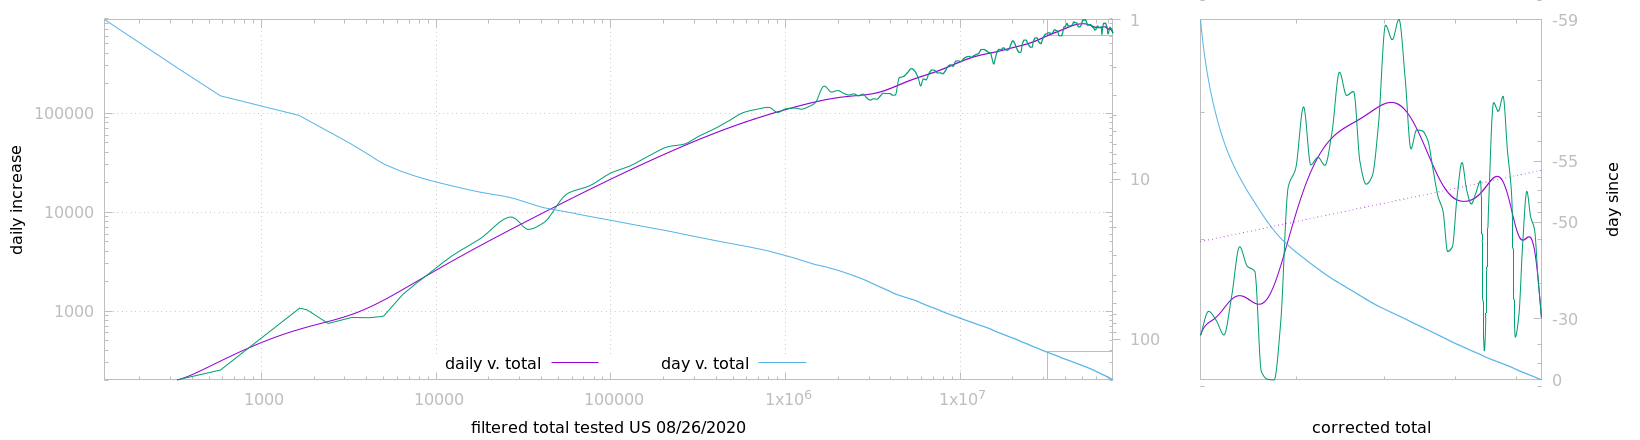 daily increase
100000
10000
1000
1
10
100
daily v. total
day v. total
1000
10000
100000
1x10^6
1x10^7
filtered total tested US 08/26/2020
-59
-55
-50
-30
0
day since
corrected total